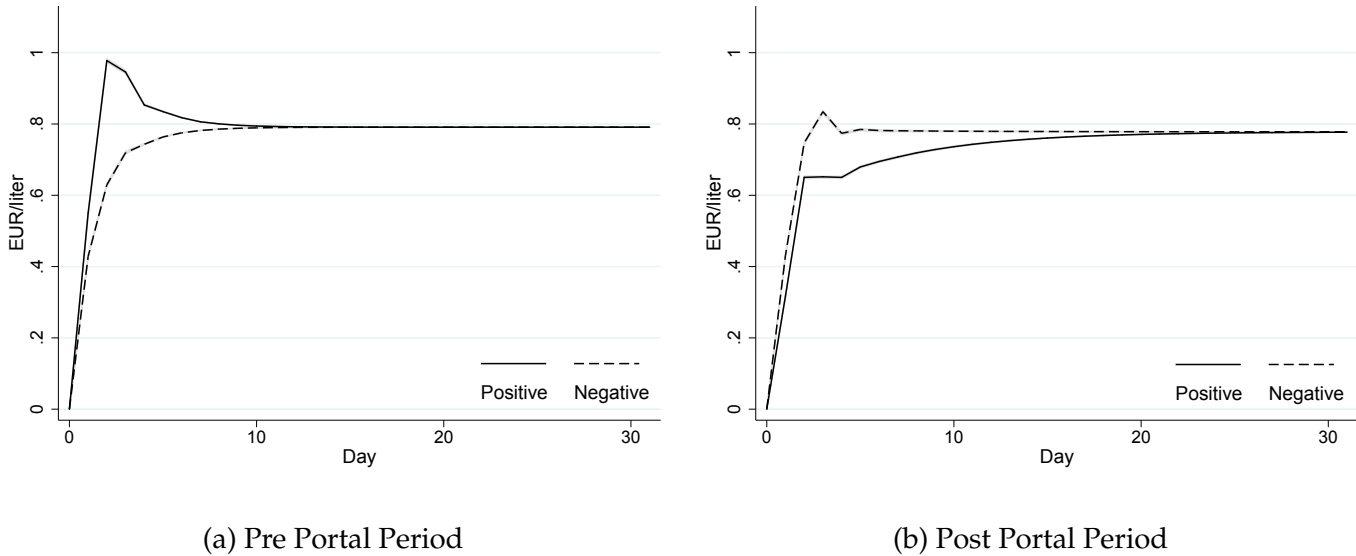 EUR/liter
1
.8
.6
.4
.2
0
0 10 20 30
Day
Positive Negative
(a) Pre Portal Period
EUR/liter
1
.8
.6
.4
.2
0
0 10 20 30
Day
Positive Negative
(b) Post Portal Period